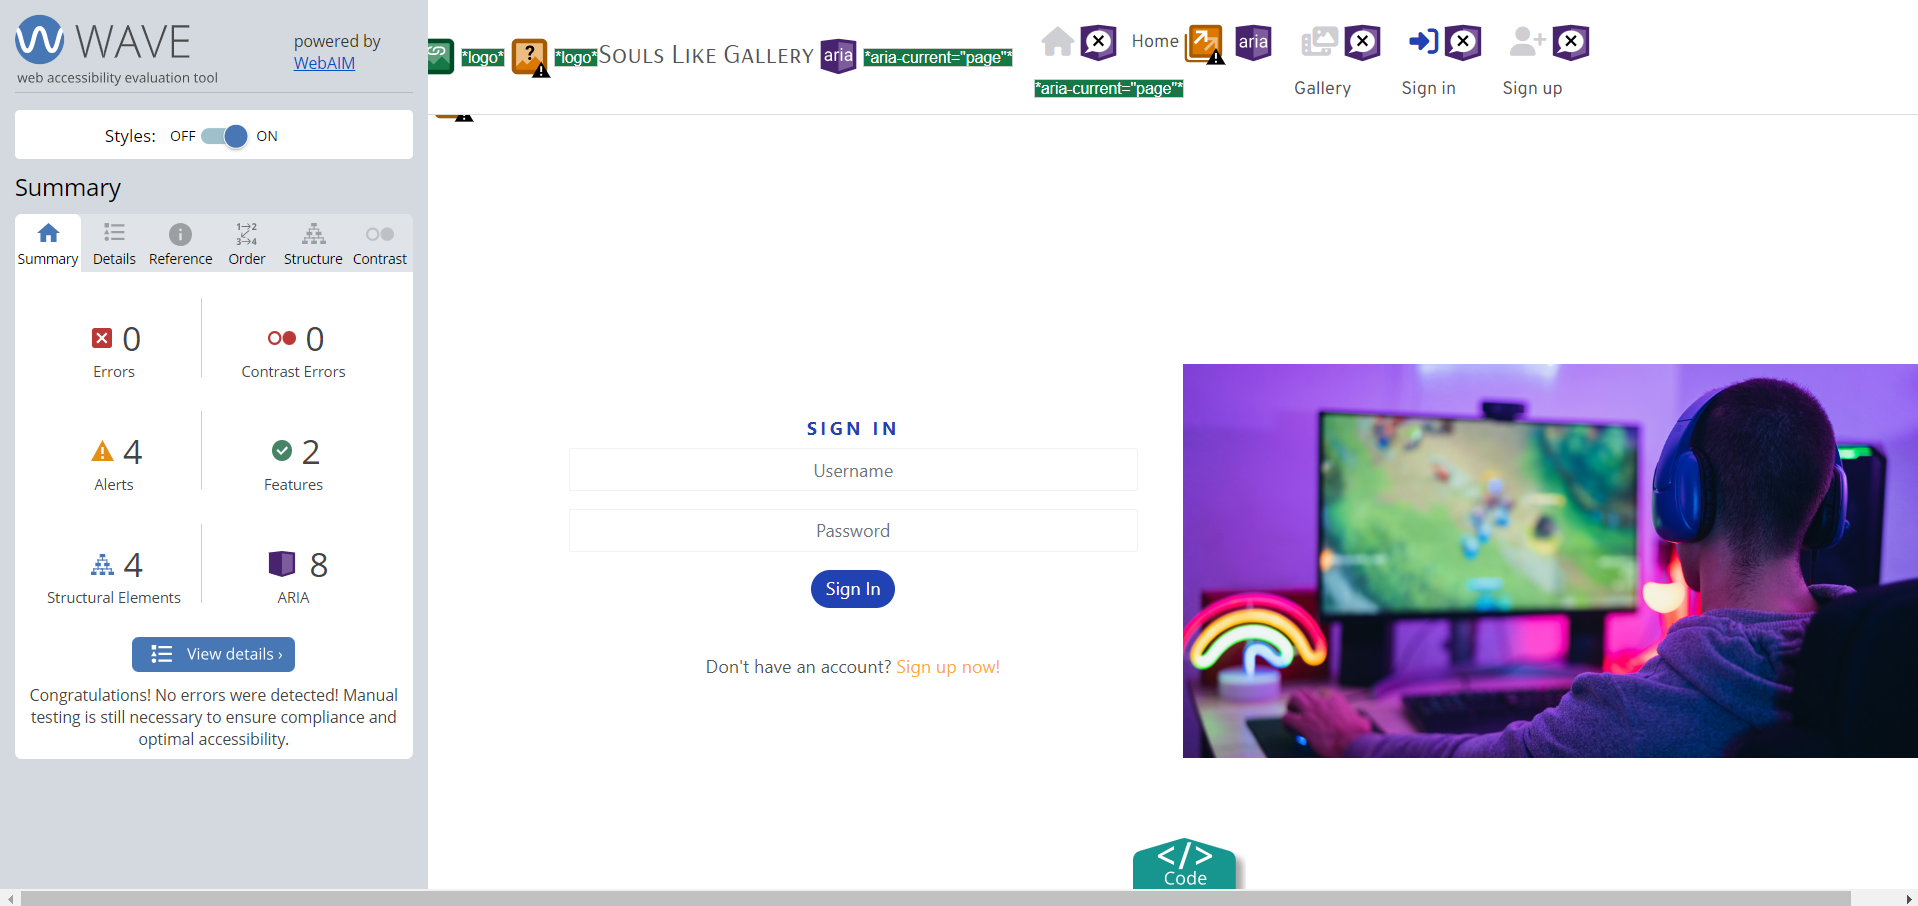 WAVE
web accessibility evaluation tool
powered by
WebAIM
Styles: OFF ON
Summary
Summary Details Reference Order Structure Contrast
0 Errors
0 Contrast Errors
4 Alerts
2 Features
4 Structural Elements
8 ARIA
View details ›
Congratulations! No errors were detected! Manual
testing is still necessary to ensure compliance and
optimal accessibility.
*logo* *logo* Souls Like Gallery aria *aria-current="page"*
Home aria
*aria-current="page"*
Gallery Sign in Sign up
SIGN IN
Username
Password
Sign In
Don't have an account? Sign up now!
</> Code